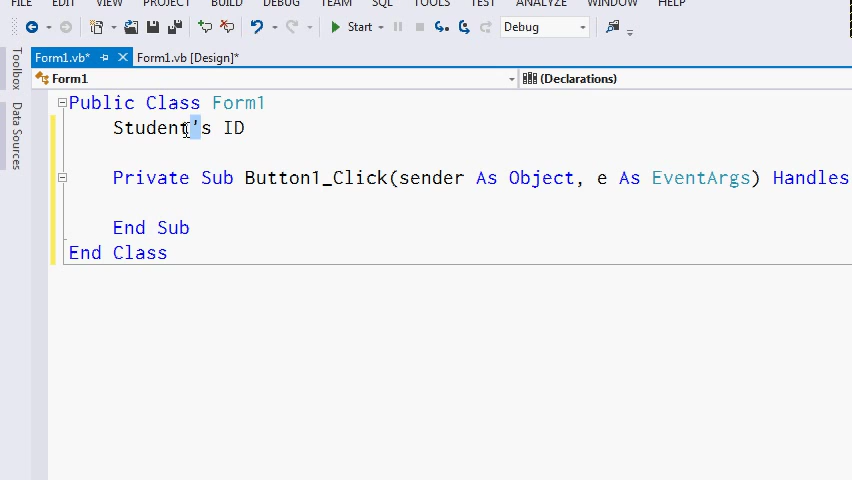 FILE EDIT VIEW PROJECT BUILD DEBUG TEAM SQL TOOLS TEST ANALYZE WINDOW HELP
Start Debug
Form1.vb* Form1.vb [Design]*
Form1 (Declarations)
Toolbox
Data Sources
Public Class Form1
Student's ID
Private Sub Button1_Click(sender As Object, e As EventArgs) Handles
End Sub
End Class